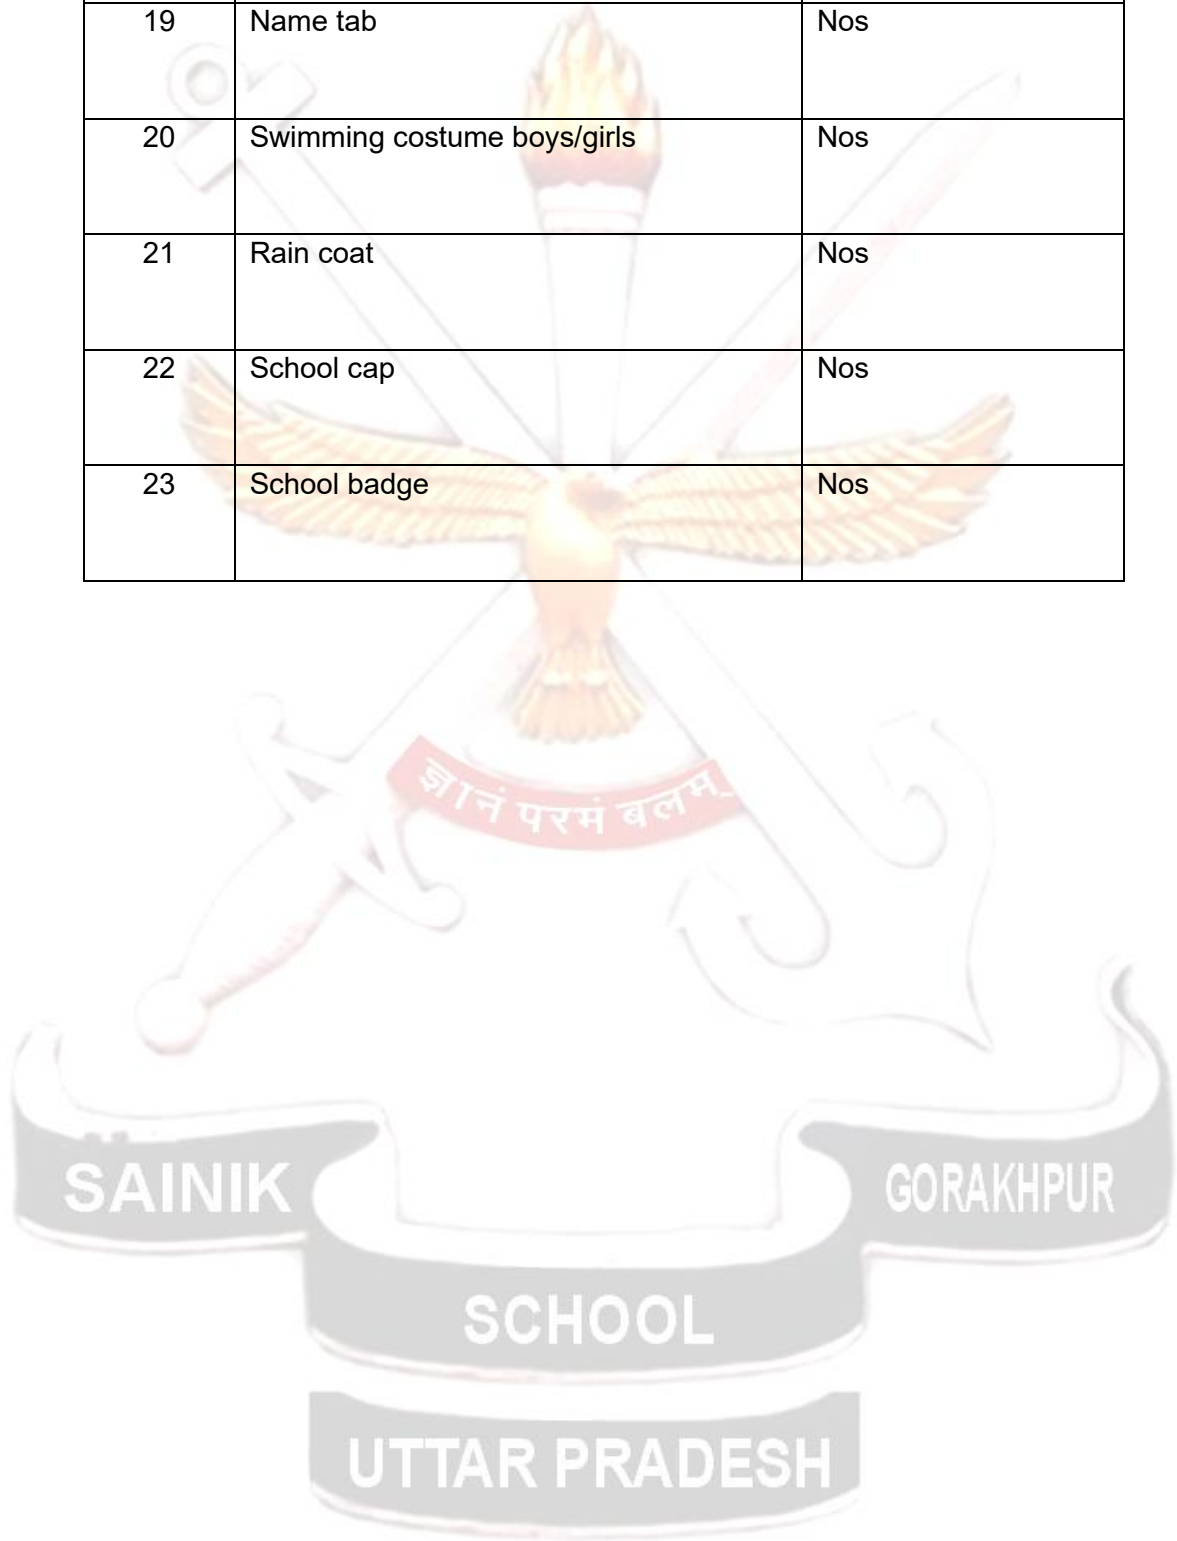 19 Name tab Nos
20 Swimming costume boys/girls Nos
21 Rain coat Nos
22 School cap Nos
23 School badge Nos
ज्ञानं परमं बलम्
SAINIK GORAKHPUR
SCHOOL
UTTAR PRADESH